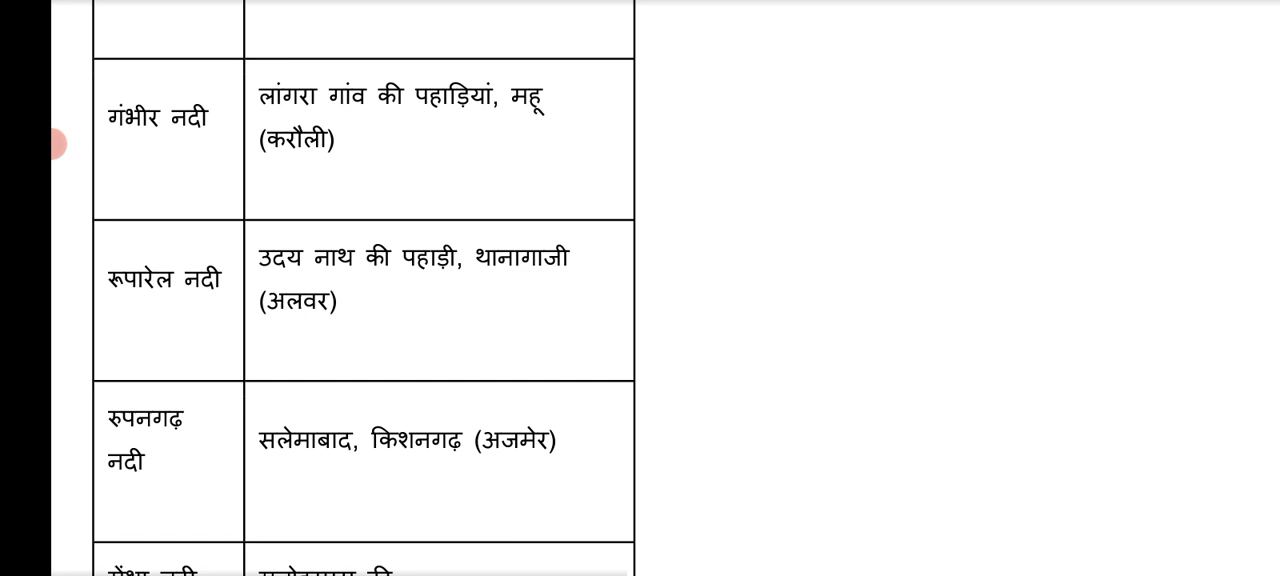 गंभीर नदी
लांगरा गांव की पहाड़ियां, महू
(करौली)
रूपारेल नदी
उदय नाथ की पहाड़ी, थानागाजी
(अलवर)
रुपनगढ़
नदी
सलेमाबाद, किशनगढ़ (अजमेर)